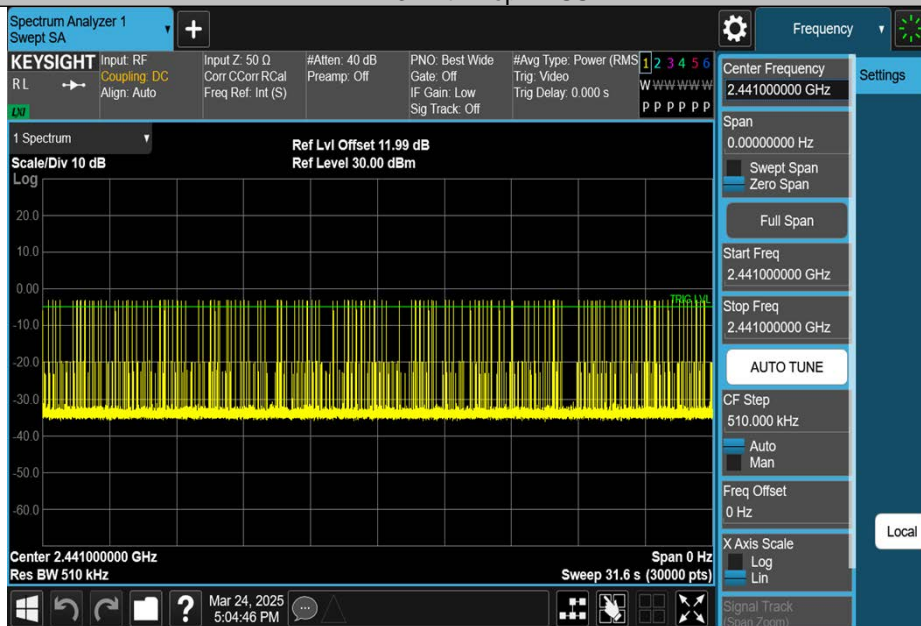 Spectrum Analyzer 1
Swept SA
Frequency
KEYSIGHT
RL
LXI
Input: RF
Coupling: DC
Align: Auto
Input Z: 50 Ω
Corr CCorr RCal
Freq Ref: Int (S)
#Atten: 40 dB
Preamp: Off
PNO: Best Wide
Gate: Off
IF Gain: Low
Sig Track: Off
#Avg Type: Power (RMS
Trig: Video
Trig Delay: 0.000 s
1 2 3 4 5 6
W W W W W W
P P P P P P
1 Spectrum
Scale/Div 10 dB
Ref Lvl Offset 11.99 dB
Ref Level 30.00 dBm
Log
20.0
10.0
0.00
-10.0
-20.0
-30.0
-40.0
-50.0
-60.0
TRIG LVL
Center 2.441000000 GHz
Span 0 Hz
Res BW 510 kHz
Sweep 31.6 s (30000 pts)
Mar 24, 2025
5:04:46 PM
Center Frequency
2.441000000 GHz
Span
0.00000000 Hz
Swept Span
Zero Span
Full Span
Start Freq
2.441000000 GHz
Stop Freq
2.441000000 GHz
AUTO TUNE
CF Step
510.000 kHz
Auto
Man
Freq Offset
0 Hz
X Axis Scale
Log
Lin
Signal Track
(Span Zoom)
Settings
Local